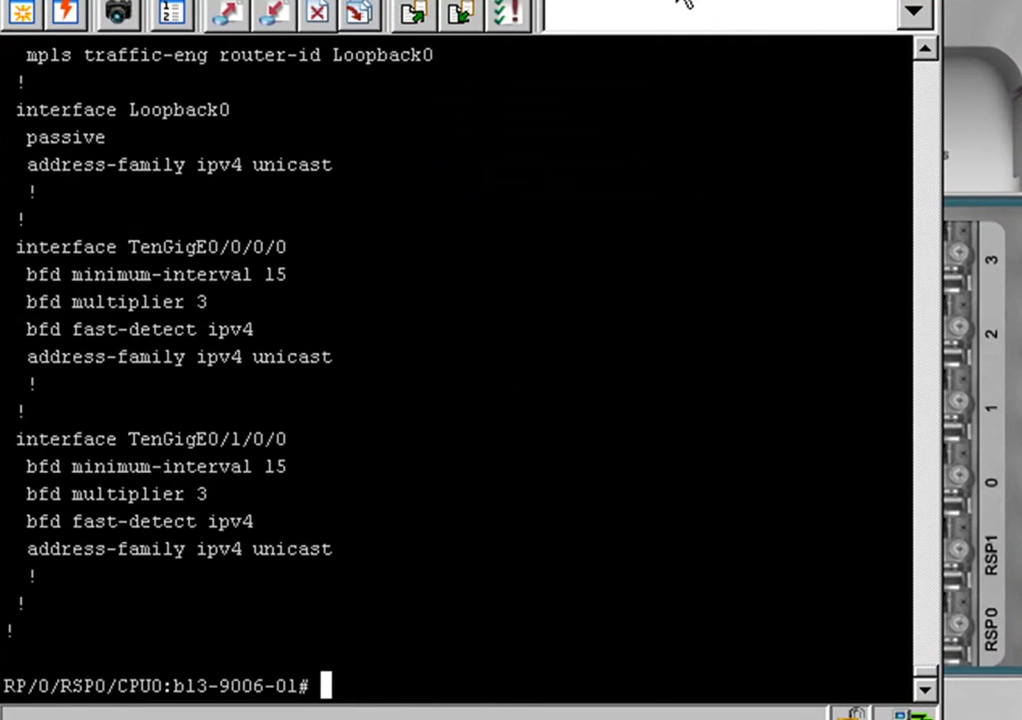 mpls traffic-eng router-id Loopback0
!
interface Loopback0
passive
address-family ipv4 unicast
!
!
interface TenGigE0/0/0/0
bfd minimum-interval 15
bfd multiplier 3
bfd fast-detect ipv4
address-family ipv4 unicast
!
!
interface TenGigE0/1/0/0
bfd minimum-interval 15
bfd multiplier 3
bfd fast-detect ipv4
address-family ipv4 unicast
!
!
!
RP/0/RSP0/CPU0:b13-9006-01#
3
2
1
0
RSP1
RSP0